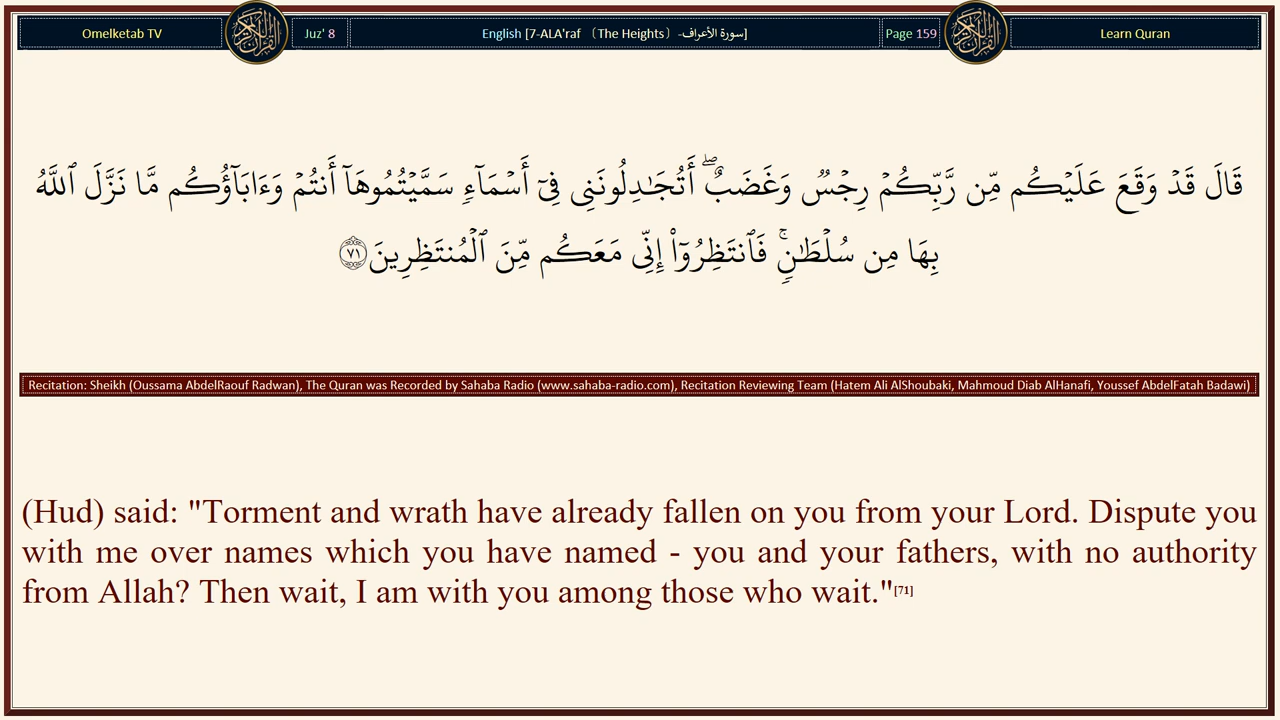 Omelketab TV
Juz' 8
English [7-ALA'raf （The Heights）-سورة الأعراف]
Page 159
Learn Quran
قَالَ قَدۡ وَقَعَ عَلَيۡكُم مِّن رَّبِّكُمۡ رِجۡسٞ وَغَضَبٌۖ أَتُجَٰدِلُونَنِي فِيٓ أَسۡمَآءٖ سَمَّيۡتُمُوهَآ أَنتُمۡ وَءَابَآؤُكُم مَّا نَزَّلَ ٱللَّهُ
بِهَا مِن سُلۡطَٰنٖۚ فَٱنتَظِرُوٓاْ إِنِّي مَعَكُم مِّنَ ٱلۡمُنتَظِرِينَ ٧١
Recitation: Sheikh (Oussama AbdelRaouf Radwan), The Quran was Recorded by Sahaba Radio (www.sahaba-radio.com), Recitation Reviewing Team (Hatem Ali AlShoubaki, Mahmoud Diab AlHanafi, Youssef AbdelFatah Badawi)
(Hud) said: "Torment and wrath have already fallen on you from your Lord. Dispute you
with me over names which you have named - you and your fathers, with no authority
from Allah? Then wait, I am with you among those who wait."[71]